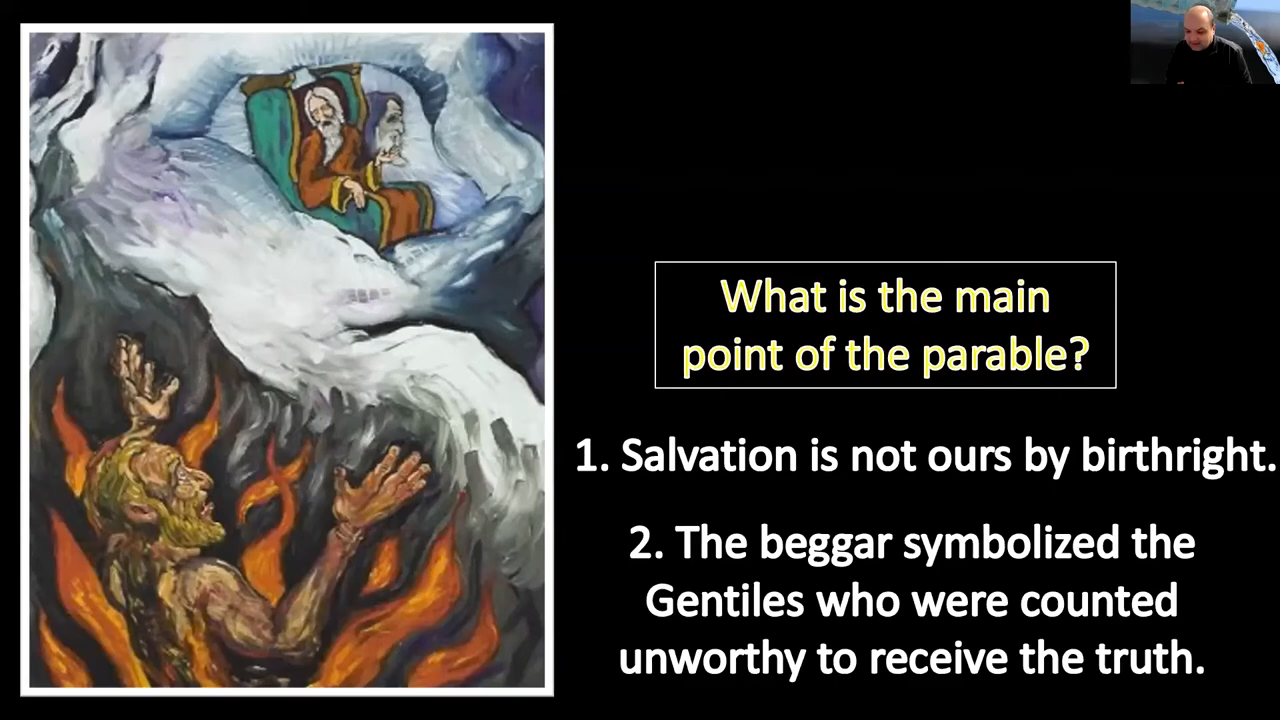 What is the main
point of the parable?
1. Salvation is not ours by birthright.
2. The beggar symbolized the
Gentiles who were counted
unworthy to receive the truth.